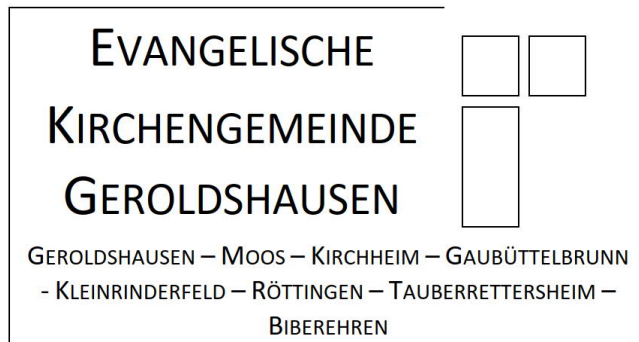 EVANGELISCHE
KIRCHENGEMEINDE
GEROLDSHAUSEN
GEROLDSHAUSEN – MOOS – KIRCHHEIM – GAUBÜTTELBRUNN
- KLEINRINDERFELD – RÖTTINGEN – TAUBERRETTERSHEIM –
BIBEREHREN